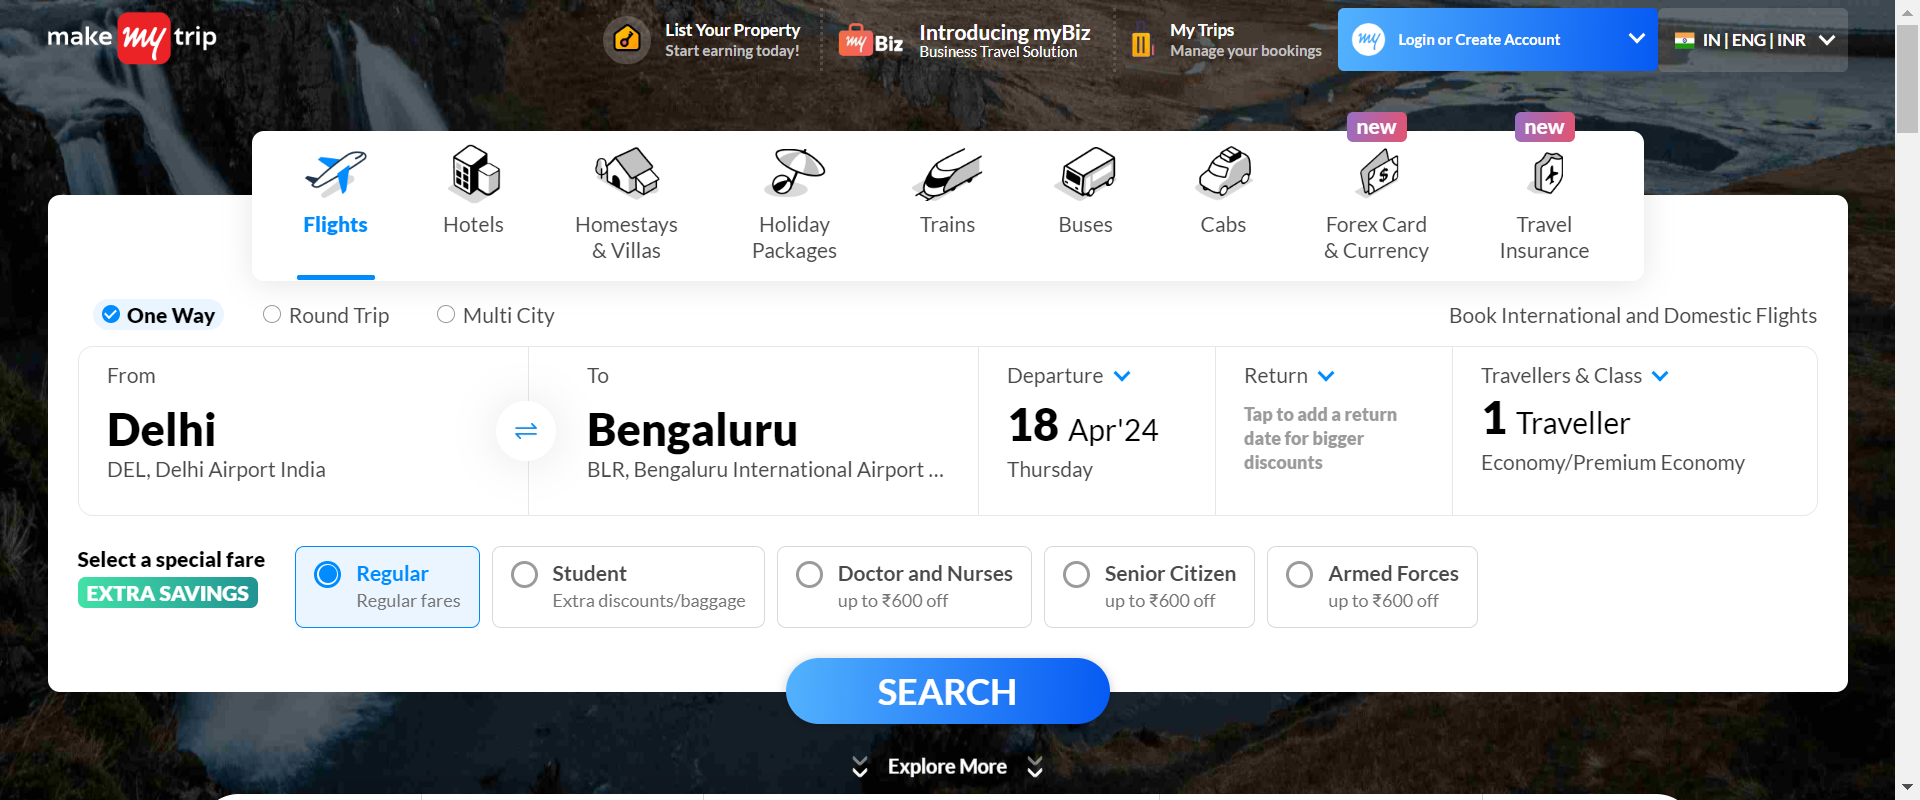 make my trip
List Your Property
Start earning today!
my Biz
Introducing myBiz
Business Travel Solution
My Trips
Manage your bookings
my
Login or Create Account
IN | ENG | INR
new
new
Flights
Hotels
Homestays
& Villas
Holiday
Packages
Trains
Buses
Cabs
Forex Card
& Currency
Travel
Insurance
One Way
Round Trip
Multi City
Book International and Domestic Flights
From
Delhi
DEL, Delhi Airport India
To
Bengaluru
BLR, Bengaluru International Airport ...
Departure
18 Apr'24
Thursday
Return
Tap to add a return
date for bigger
discounts
Travellers & Class
1 Traveller
Economy/Premium Economy
Select a special fare
EXTRA SAVINGS
Regular
Regular fares
Student
Extra discounts/baggage
Doctor and Nurses
up to ₹600 off
Senior Citizen
up to ₹600 off
Armed Forces
up to ₹600 off
SEARCH
Explore More